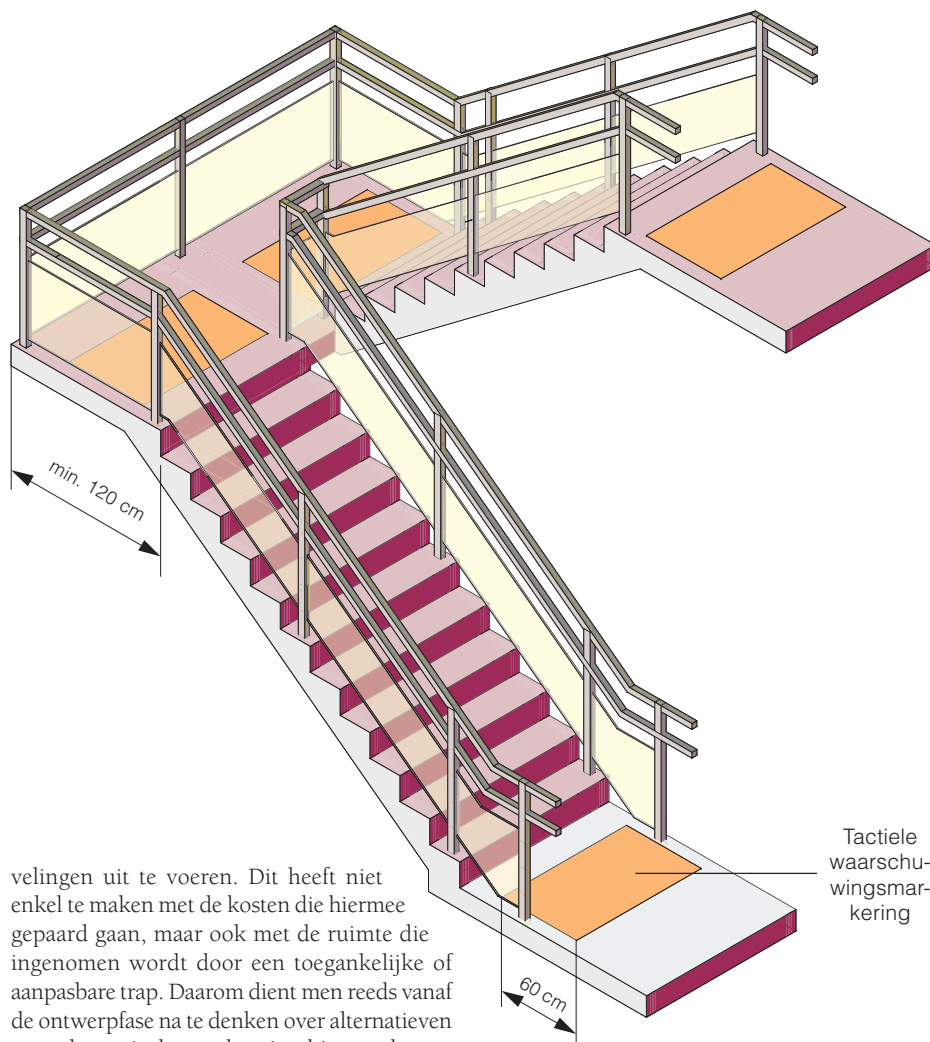 min. 120 cm
Tactiele
waarschu-
wingsmar-
kering
60 cm
velingen uit te voeren. Dit heeft niet
enkel te maken met de kosten die hiermee
gepaard gaan, maar ook met de ruimte die
ingenomen wordt door een toegankelijke of
aanpasbare trap. Daarom dient men reeds vanaf
de ontwerpfase na te denken over alternatieven